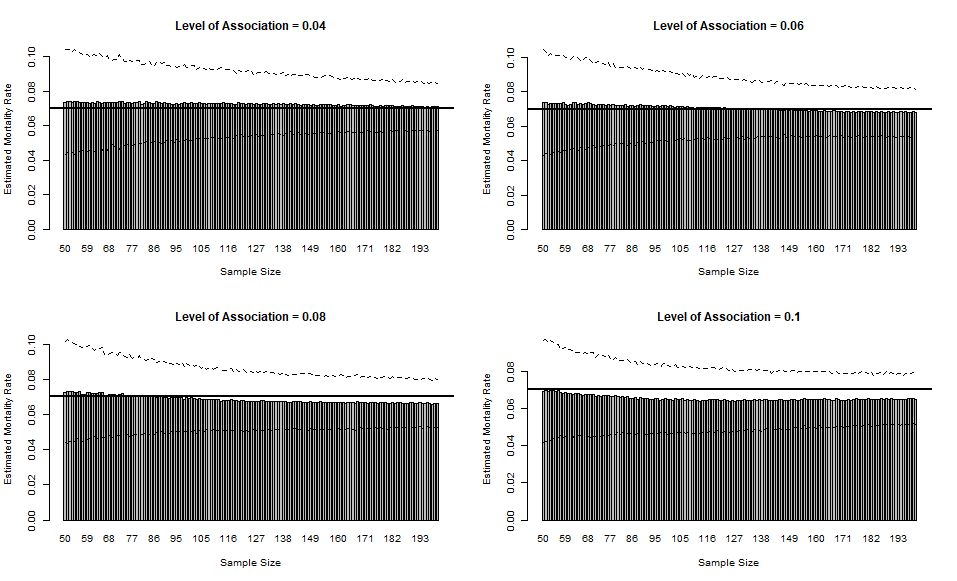 Level of Association = 0.04
Estimated Mortality Rate
0.00 0.02 0.04 0.06 0.08 0.10
50 59 68 77 86 95 105 116 127 138 149 160 171 182 193
Sample Size
Level of Association = 0.06
Estimated Mortality Rate
0.00 0.02 0.04 0.06 0.08 0.10
50 59 68 77 86 95 105 116 127 138 149 160 171 182 193
Sample Size
Level of Association = 0.08
Estimated Mortality Rate
0.00 0.02 0.04 0.06 0.08 0.10
50 59 68 77 86 95 105 116 127 138 149 160 171 182 193
Sample Size
Level of Association = 0.1
Estimated Mortality Rate
0.00 0.02 0.04 0.06 0.08
50 59 68 77 86 95 105 116 127 138 149 160 171 182 193
Sample Size